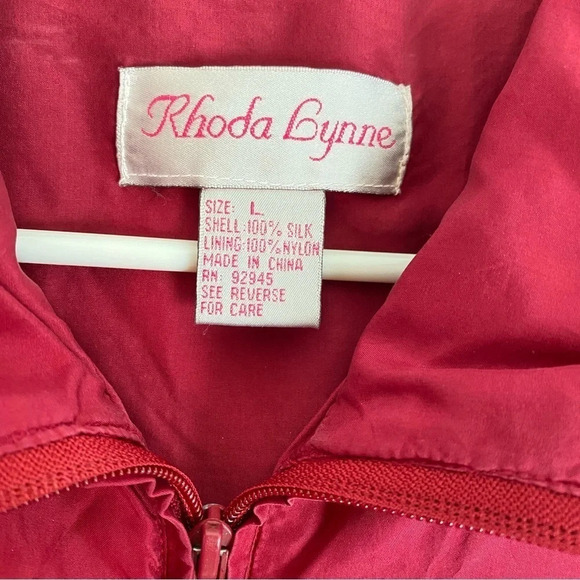 Rhoda Lynne
SIZE: L
SHELL:100% SILK
LINING:100% NYLON
MADE IN CHINA
RN: 92945
SEE REVERSE
FOR CARE